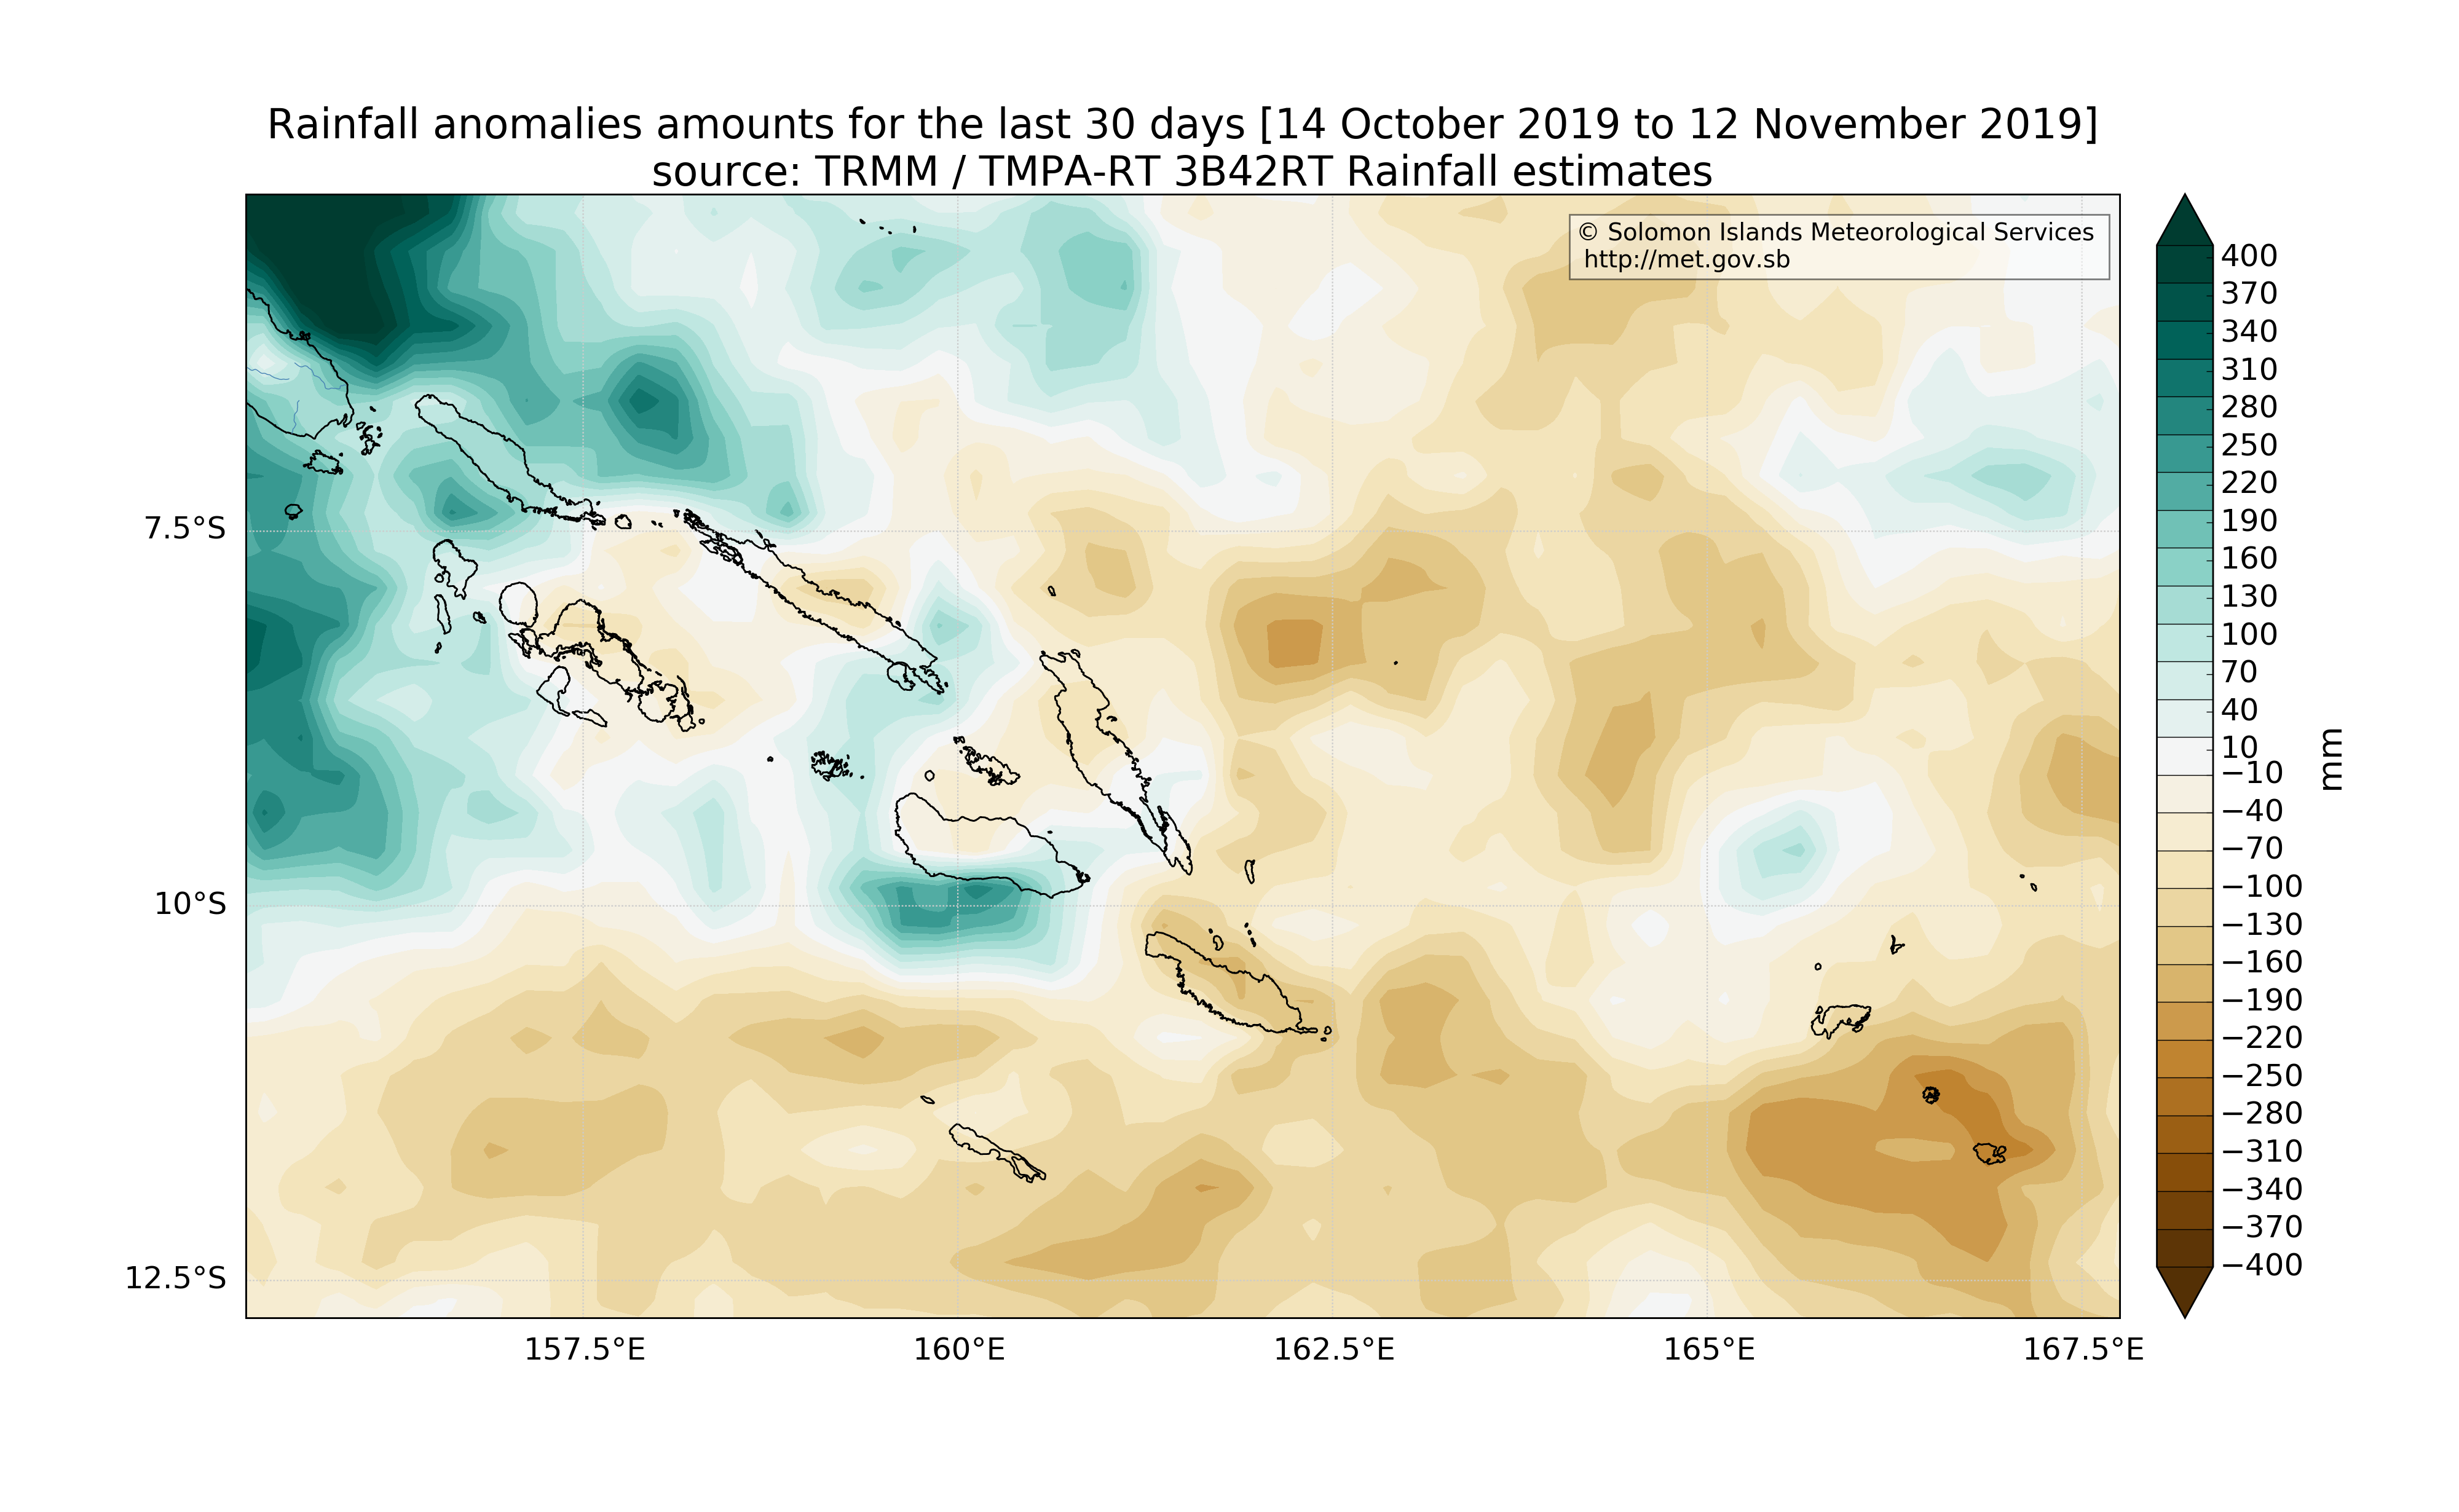 Rainfall anomalies amounts for the last 30 days [14 October 2019 to 12 November 2019]
source: TRMM / TMPA-RT 3B42RT Rainfall estimates
© Solomon Islands Meteorological Services
http://met.gov.sb
7.5°S
10°S
12.5°S
157.5°E
160°E
162.5°E
165°E
167.5°E
400
370
340
310
280
250
220
190
160
130
100
70
40
10
−10
−40
−70
−100
−130
−160
−190
−220
−250
−280
−310
−340
−370
−400
mm